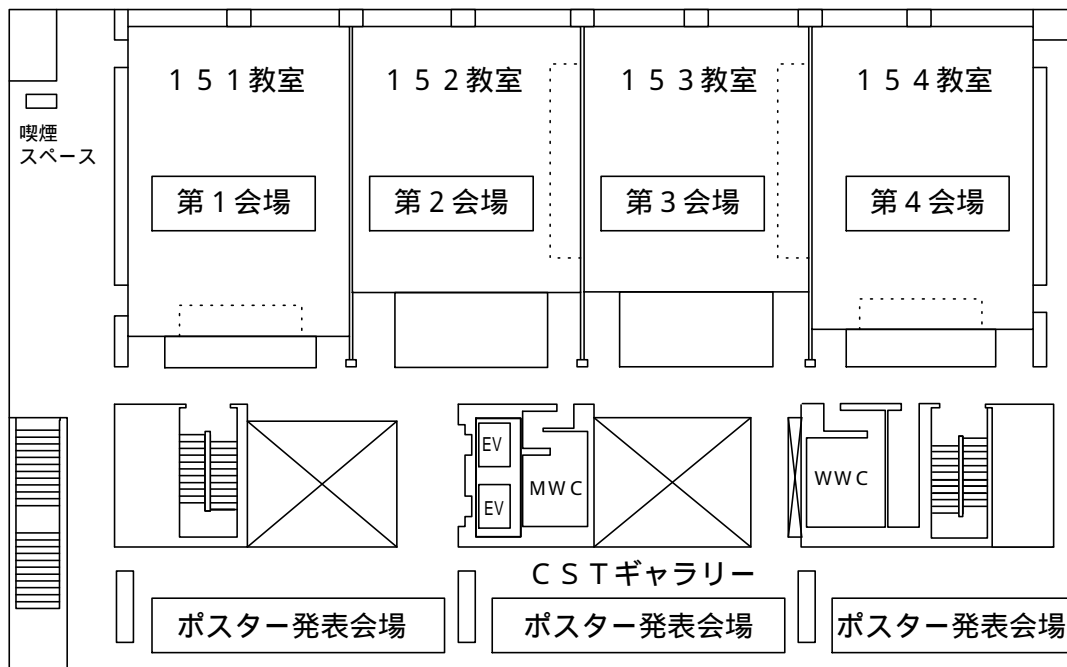 １５１教室
１５２教室
１５３教室
１５４教室
喫煙
スペース
第１会場
第２会場
第３会場
第４会場
EV
EV
MWC
WWC
ＣＳＴギャラリー
ポスター発表会場
ポスター発表会場
ポスター発表会場